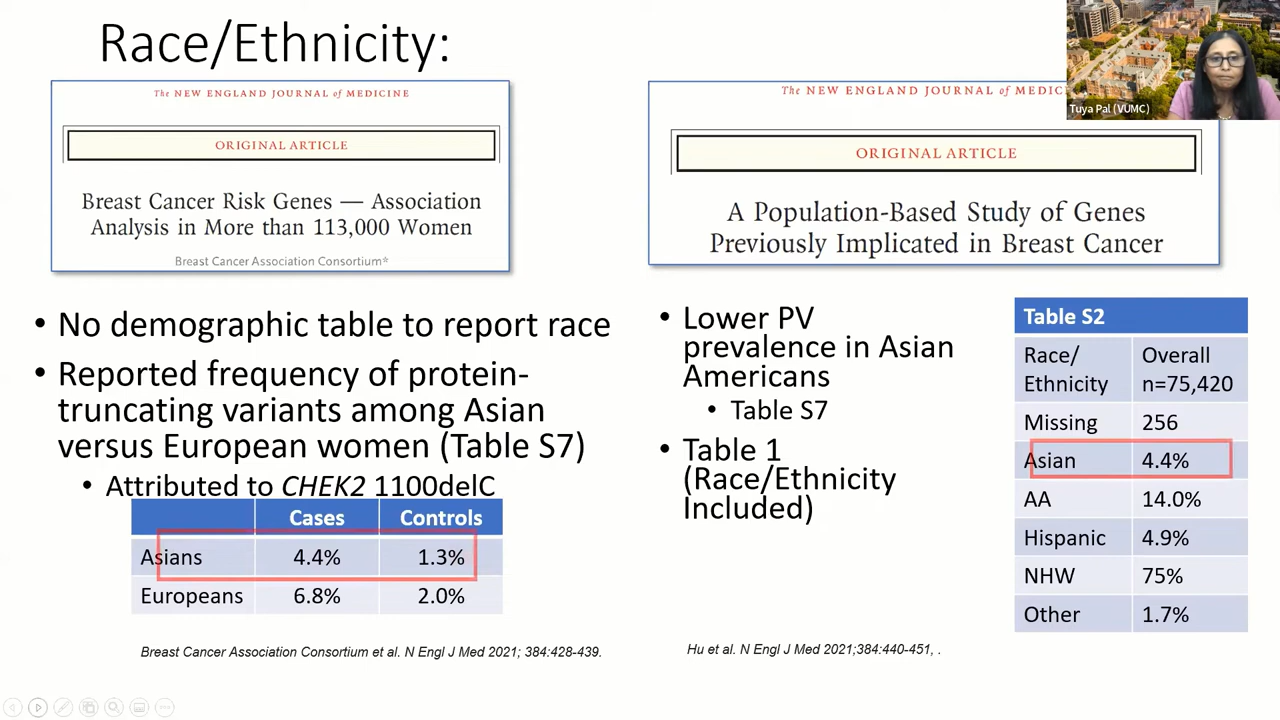 Race/Ethnicity:
The NEW ENGLAND JOURNAL of MEDICINE
ORIGINAL ARTICLE
Breast Cancer Risk Genes — Association
Analysis in More than 113,000 Women
Breast Cancer Association Consortium*
• No demographic table to report race
• Reported frequency of protein-
truncating variants among Asian
versus European women (Table S7)
• Attributed to CHEK2 1100delC
Cases Controls
Asians 4.4% 1.3%
Europeans 6.8% 2.0%
Breast Cancer Association Consortium et al. N Engl J Med 2021; 384:428-439.
The NEW ENGLAND JOURNAL of MEDIC
ORIGINAL ARTICLE
A Population-Based Study of Genes
Previously Implicated in Breast Cancer
• Lower PV
prevalence in Asian
Americans
• Table S7
• Table 1
(Race/Ethnicity
Included)
Table S2
Race/ Overall
Ethnicity n=75,420
Missing 256
Asian 4.4%
AA 14.0%
Hispanic 4.9%
NHW 75%
Other 1.7%
Hu et al. N Engl J Med 2021;384:440-451, .
Tuya Pal (VUMC)